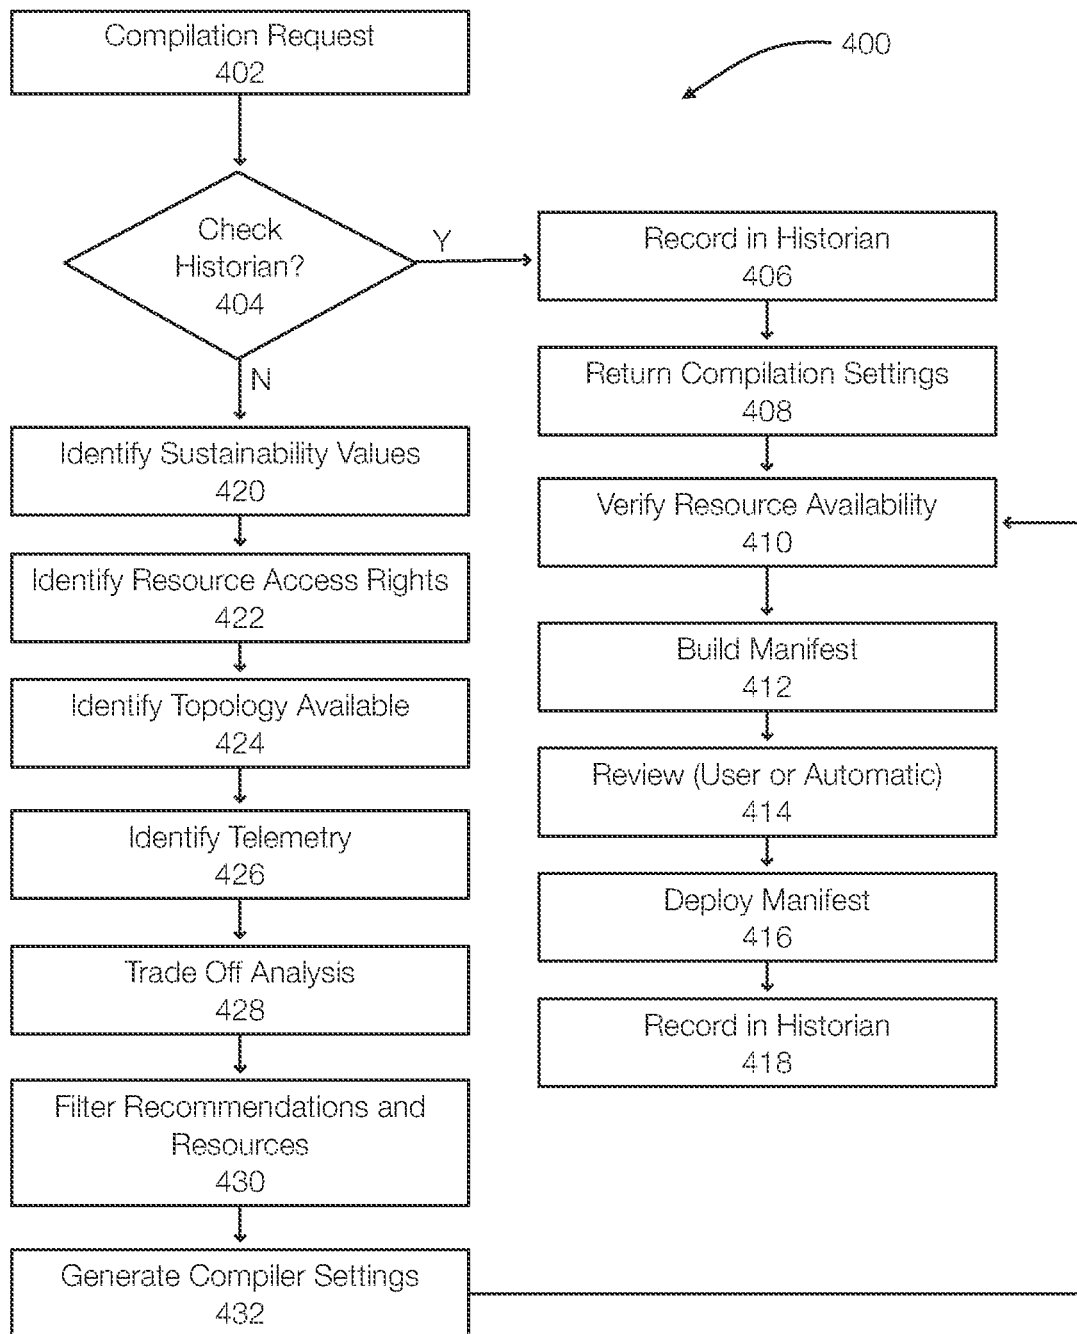 Compilation Request
402
400
Check
Historian?
404
Y
N
Record in Historian
406
Return Compilation Settings
408
Verify Resource Availability
410
Build Manifest
412
Review (User or Automatic)
414
Deploy Manifest
416
Record in Historian
418
Identify Sustainability Values
420
Identify Resource Access Rights
422
Identify Topology Available
424
Identify Telemetry
426
Trade Off Analysis
428
Filter Recommendations and
Resources
430
Generate Compiler Settings
432